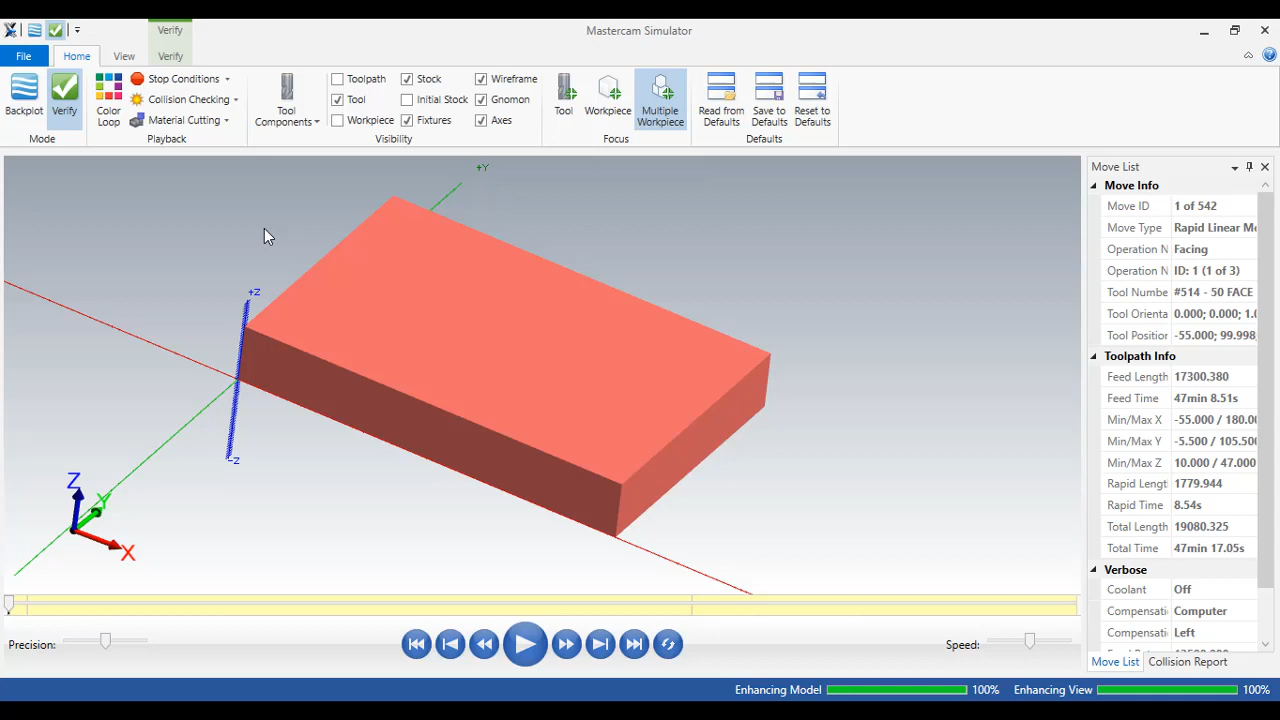 Verify
Mastercam Simulator
File
Home
View
Verify
Backplot
Verify
Mode
Color Loop
Stop Conditions
Collision Checking
Material Cutting
Playback
Tool Components
Toolpath
Tool
Workpiece
Stock
Initial Stock
Fixtures
Wireframe
Gnomon
Axes
Visibility
Tool
Workpiece
Multiple Workpiece
Focus
Read from Defaults
Save to Defaults
Reset to Defaults
Defaults
+Y
+Z
-Z
Z
Y
X
Move List
Move Info
Move ID 1 of 542
Move Type Rapid Linear Mo
Operation N Facing
Operation N ID: 1 (1 of 3)
Tool Numbe #514 - 50 FACE
Tool Orienta 0.000; 0.000; 1.0
Tool Position -55.000; 99.998,
Toolpath Info
Feed Length 17300.380
Feed Time 47min 8.51s
Min/Max X -55.000 / 180.00
Min/Max Y -5.500 / 105.500
Min/Max Z 10.000 / 47.000
Rapid Lengt 1779.944
Rapid Time 8.54s
Total Length 19080.325
Total Time 47min 17.05s
Verbose
Coolant Off
Compensati Computer
Compensati Left
Move List
Collision Report
Precision:
Speed:
Enhancing Model 100%
Enhancing View 100%